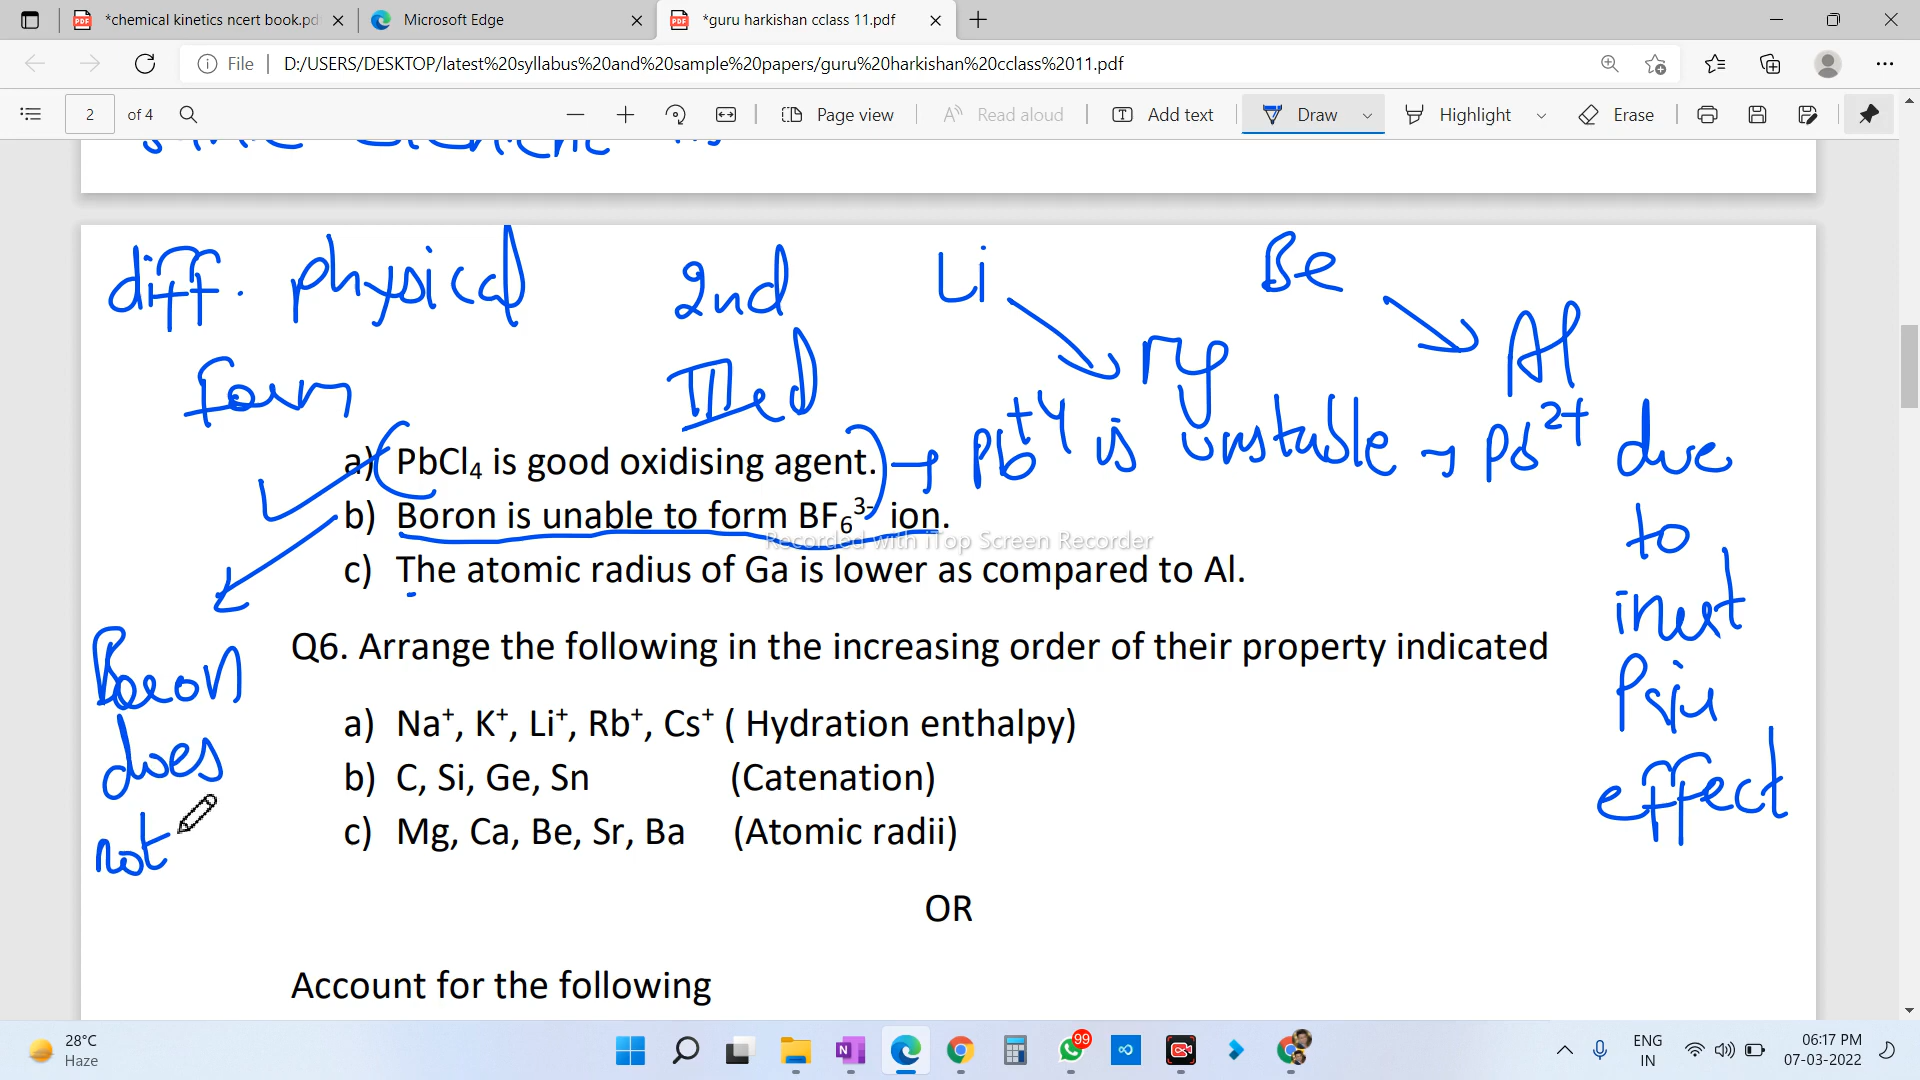 *chemical kinetics ncert book.pd
Microsoft Edge
*guru harkishan cclass 11.pdf
File
D:/USERS/DESKTOP/latest%20syllabus%20and%20sample%20papers/guru%20harkishan%20cclass%2011.pdf
2 of 4
Page view
Read aloud
Add text
Draw
Highlight
Erase
diff. physical 2nd Li Be
form IIIed Mg Al
a) PbCl₄ is good oxidising agent. → Pb⁺⁴ is unstable → Pb²⁺ due
b) Boron is unable to form BF₆³⁻ ion. to
Recorded with iTop Screen Recorder
c) The atomic radius of Ga is lower as compared to Al.
inert
Boron
Q6. Arrange the following in the increasing order of their property indicated
Pair
does
a) Na⁺, K⁺, Li⁺, Rb⁺, Cs⁺ ( Hydration enthalpy)
b) C, Si, Ge, Sn (Catenation)
effect
not
c) Mg, Ca, Be, Sr, Ba (Atomic radii)
OR
Account for the following
28°C
Haze
99
ENG
IN
06:17 PM
07-03-2022